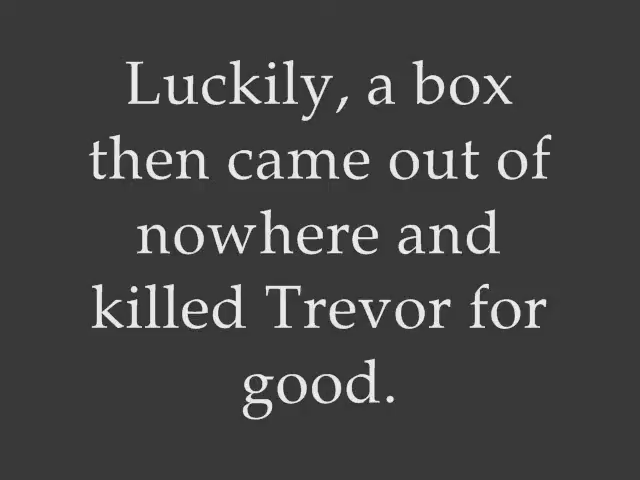 Luckily, a box
then came out of
nowhere and
killed Trevor for
good.